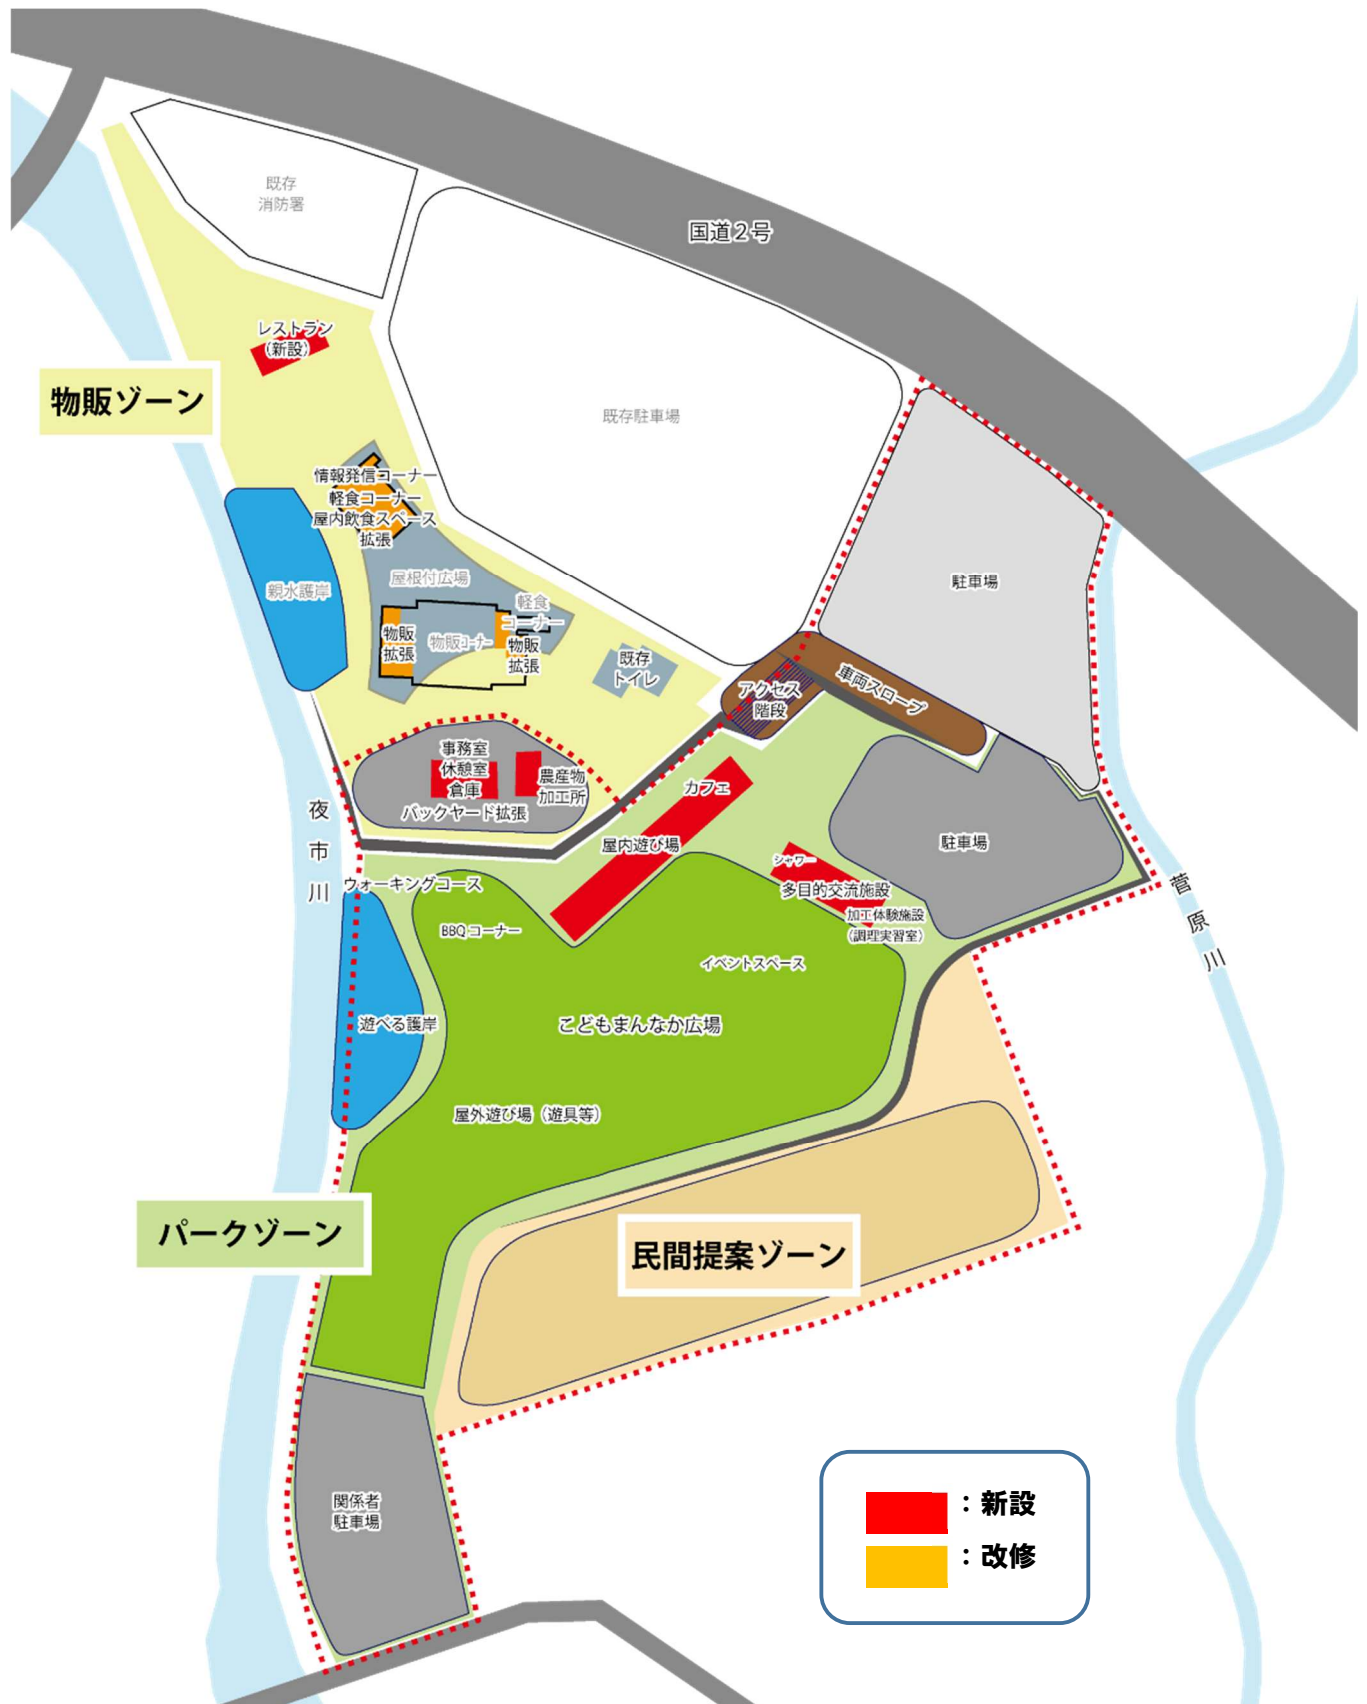 既存
消防署
国道2号
レストラン
(新設)
物販ゾーン
既存駐車場
情報発信コーナー
軽食コーナー
屋内飲食スペース
拡張
駐車場
親水護岸
屋根付広場
軽食
コーナー
物販
拡張
物販コーナー
物販
拡張
既存
トイレ
車両スロープ
アクセス
階段
事務室
休憩室
倉庫
農産物
加工所
バックヤード拡張
カフェ
夜市川
屋内遊び場
駐車場
シャワー
多目的交流施設
加工体験施設
(調理実習室)
菅原川
ウォーキングコース
BBQコーナー
イベントスペース
遊べる護岸
こどもまんなか広場
屋外遊び場（遊具等）
パークゾーン
民間提案ゾーン
関係者
駐車場
：新設
：改修